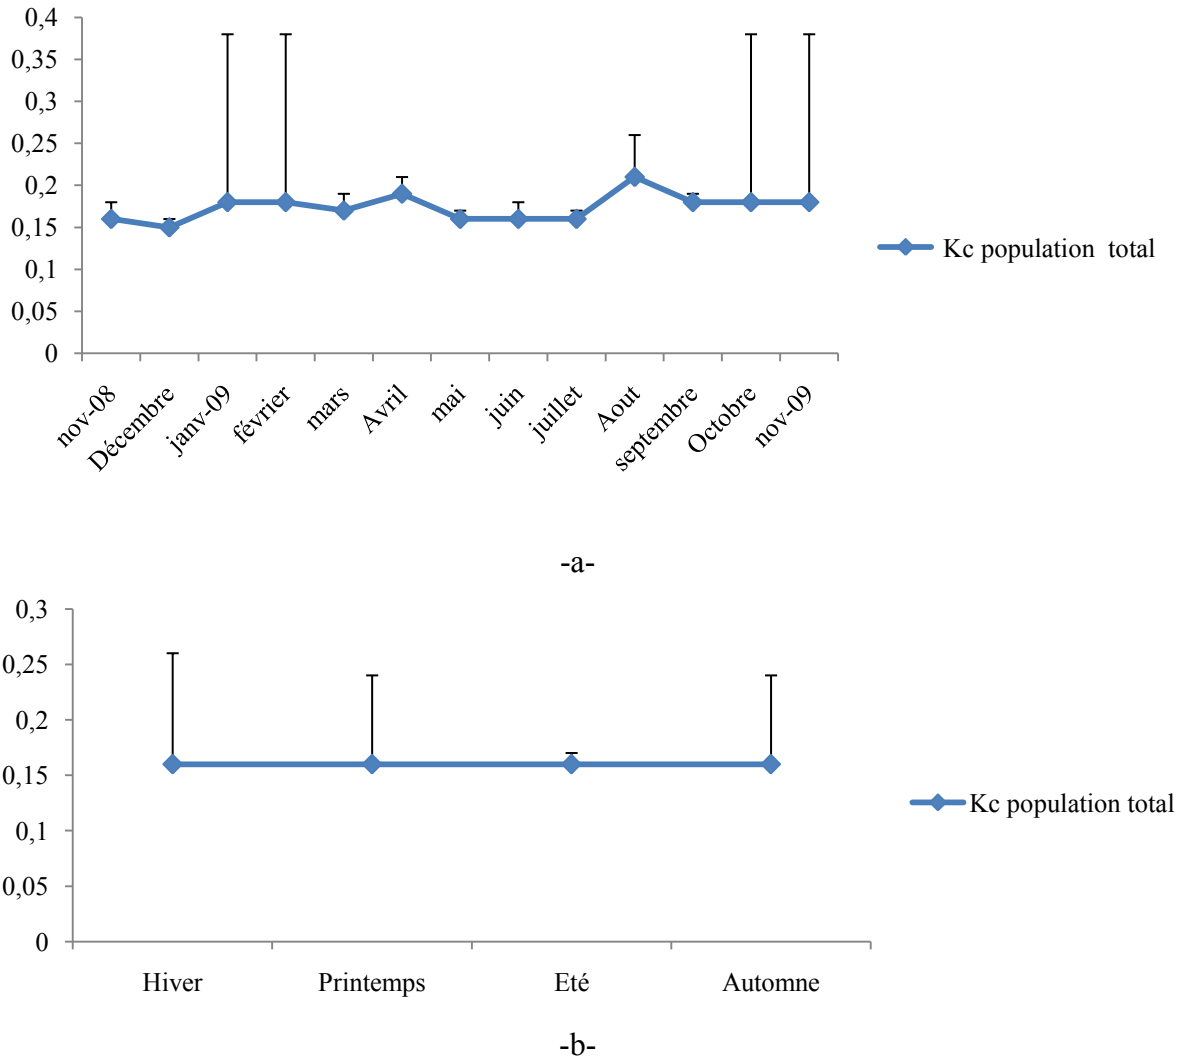 0,4
0,35
0,3
0,25
0,2
0,15
0,1
0,05
0
nov-08
Décembre
janv-09
février
mars
Avril
mai
juin
juillet
Aout
septembre
Octobre
nov-09
Kc population  total
-a-
0,3
0,25
0,2
0,15
0,1
0,05
0
Hiver
Printemps
Eté
Automne
Kc population total
-b-